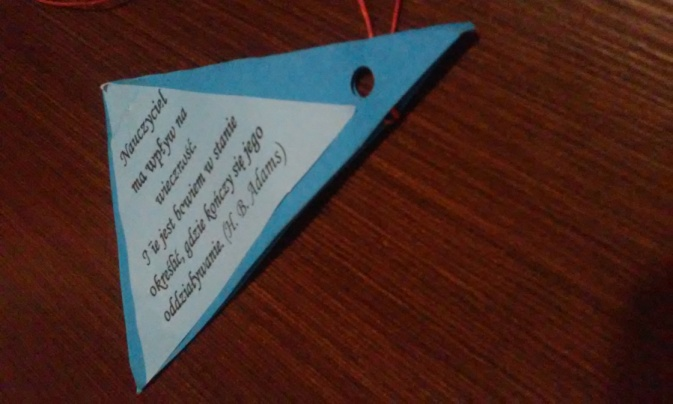 Nauczyciel
ma wpływ na
wieczność.
Nie jest bowiem w stanie
określić, gdzie kończy się jego
oddziaływanie. (H. B. Adams)